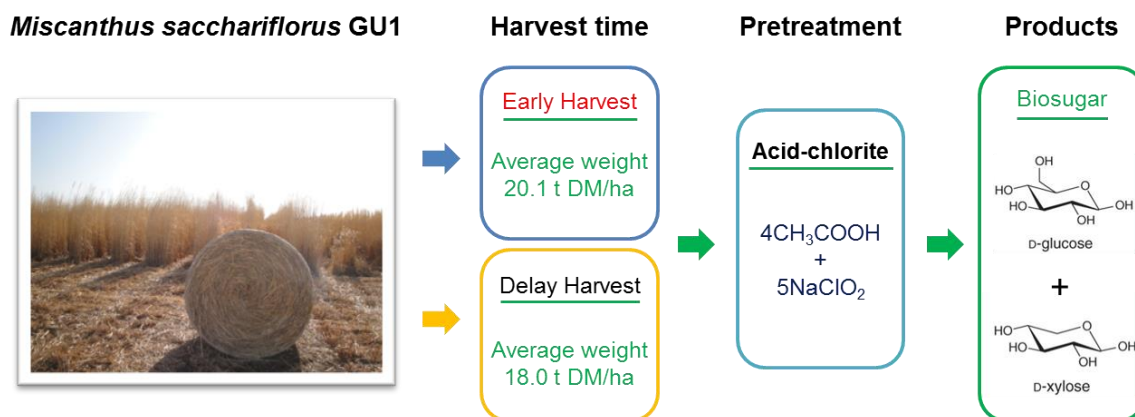 Miscanthus sacchariflorus GU1
Harvest time
Pretreatment
Products
Early Harvest
Average weight
20.1 t DM/ha
Delay Harvest
Average weight
18.0 t DM/ha
Acid-chlorite
4CH₃COOH
+
5NaClO₂
Biosugar
OH
HO
O
HO
OH
OH
D-glucose
+
HO
O
HO
OH
OH
D-xylose